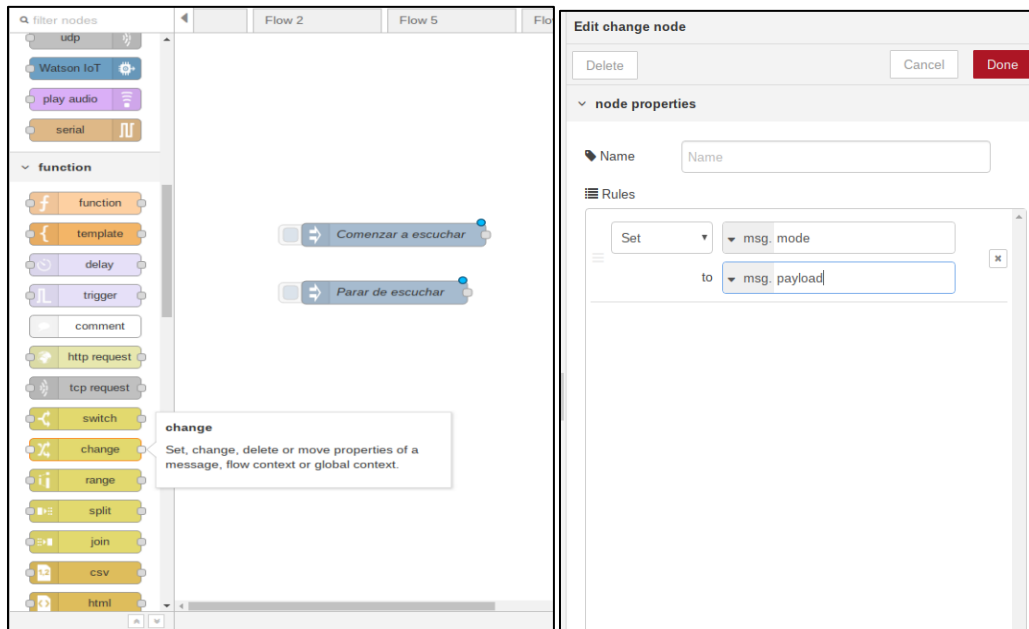 filter nodes
udp
Watson IoT
play audio
serial
function
function
template
delay
trigger
comment
http request
tcp request
switch
change
range
split
join
csv
html
Flow 2
Flow 5
Flo
Comenzar a escuchar
Parar de escuchar
change
Set, change, delete or move properties of a
message, flow context or global context.
Edit change node
Delete
Cancel
Done
node properties
Name
Name
Rules
Set
msg. mode
to
msg. payload